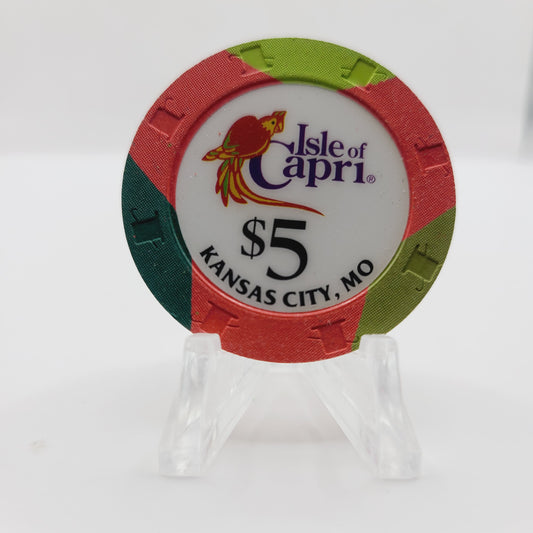 Isle of
Capri®
$5
KANSAS CITY, MO